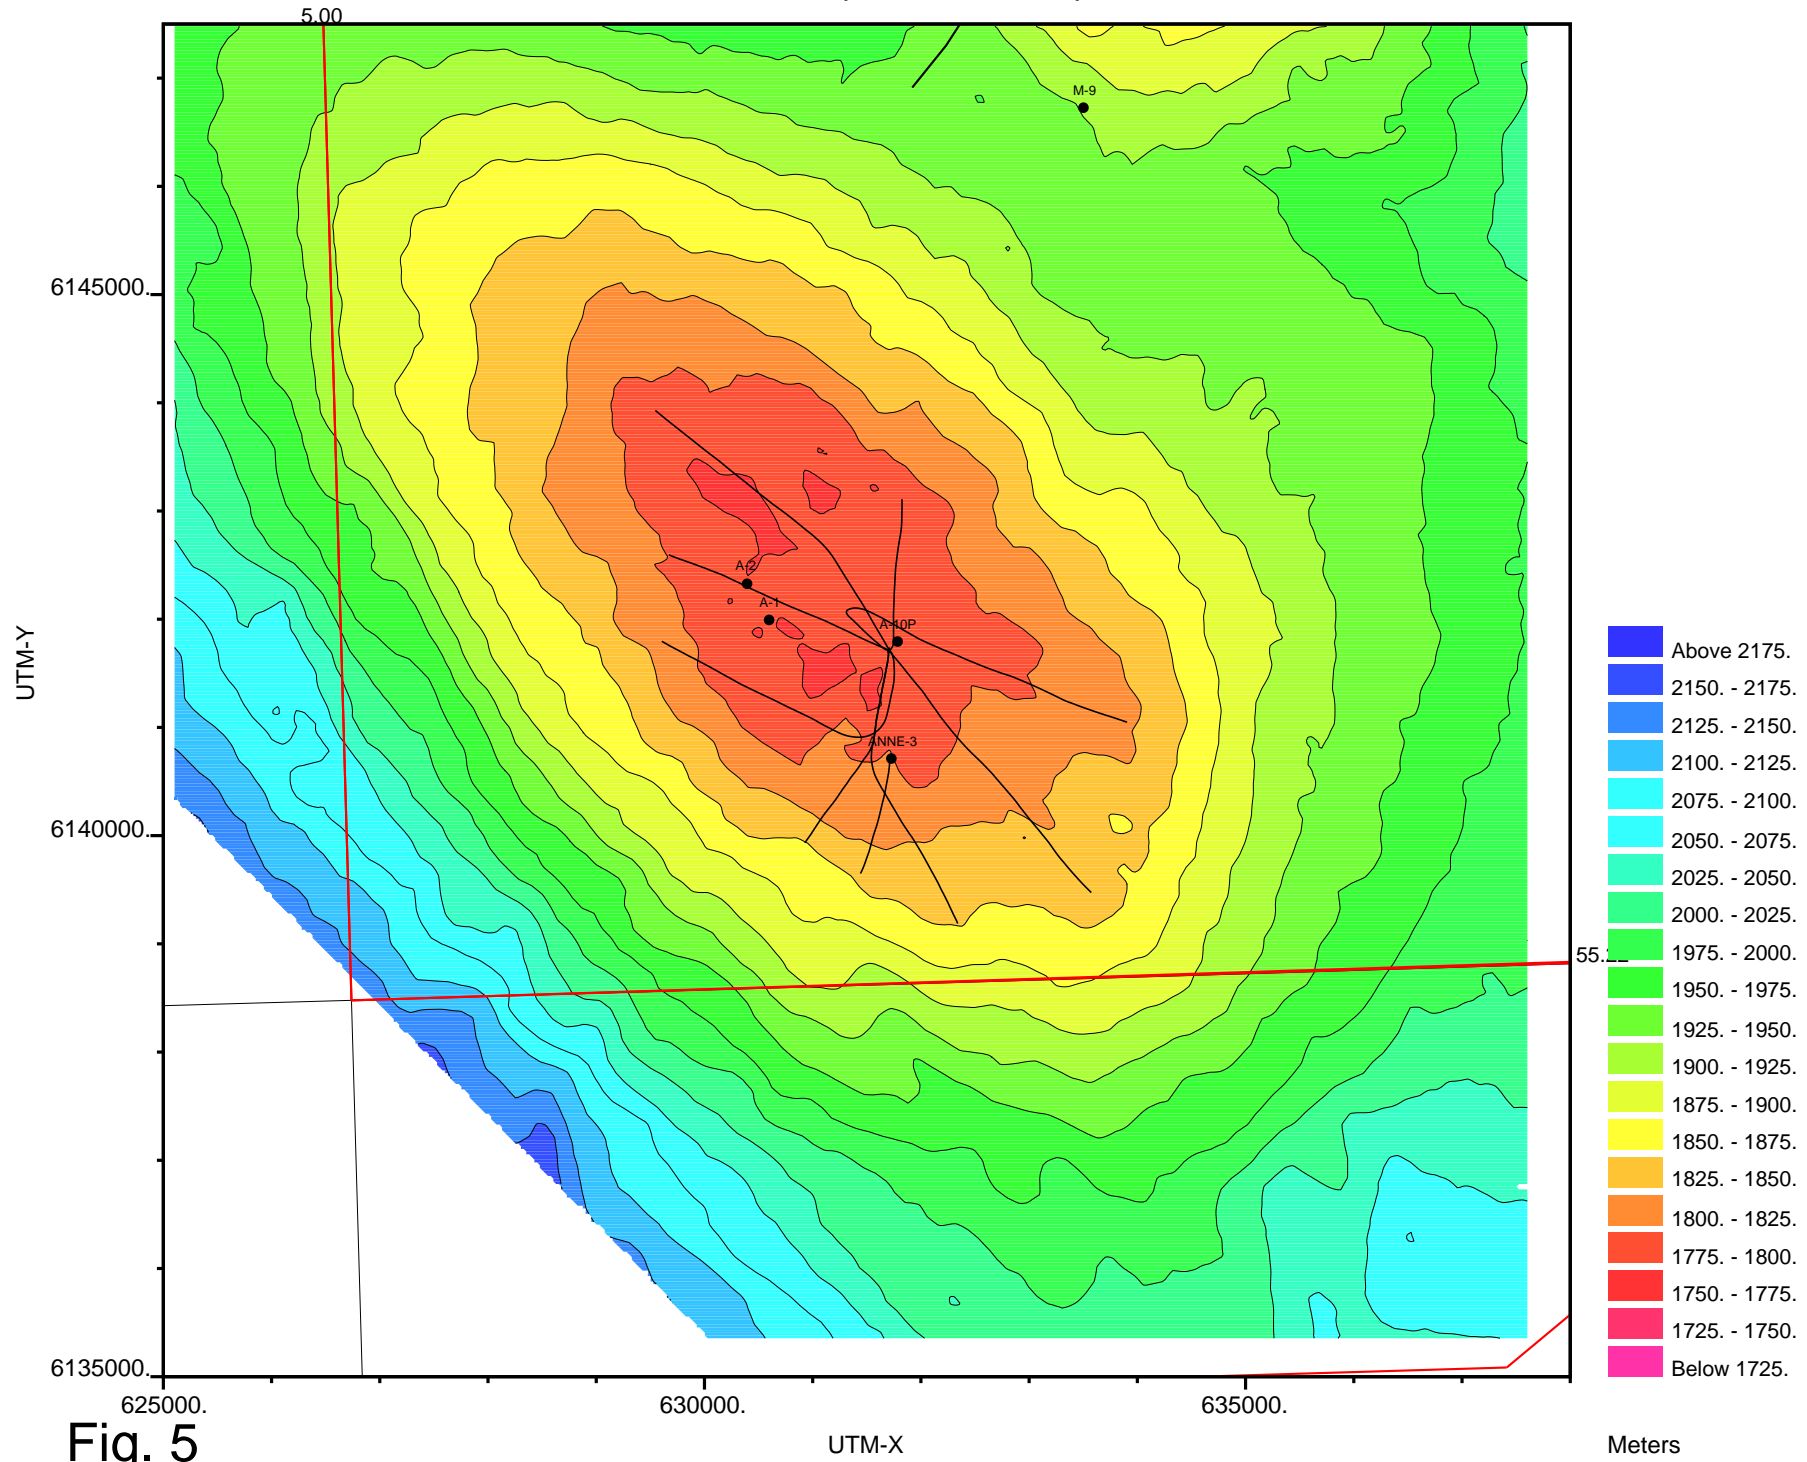 5.00
M-9
6145000.
A-2
A-1
A-10P
ANNE-3
UTM-Y
6140000.
6135000.
625000.
630000.
635000.
UTM-X
Fig. 5
Above 2175.
2150. - 2175.
2125. - 2150.
2100. - 2125.
2075. - 2100.
2050. - 2075.
2025. - 2050.
2000. - 2025.
1975. - 2000.
1950. - 1975.
1925. - 1950.
1900. - 1925.
1875. - 1900.
1850. - 1875.
1825. - 1850.
1800. - 1825.
1775. - 1800.
1750. - 1775.
1725. - 1750.
Below 1725.
Meters